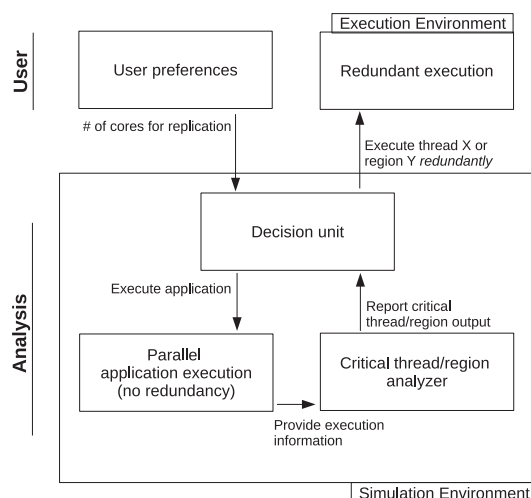 Execution Environment
User
User preferences
Redundant execution
# of cores for replication
Execute thread X or
region Y redundantly
Analysis
Decision unit
Execute application
Report critical
thread/region output
Parallel
application execution
(no redundancy)
Critical thread/region
analyzer
Provide execution
information
Simulation Environment